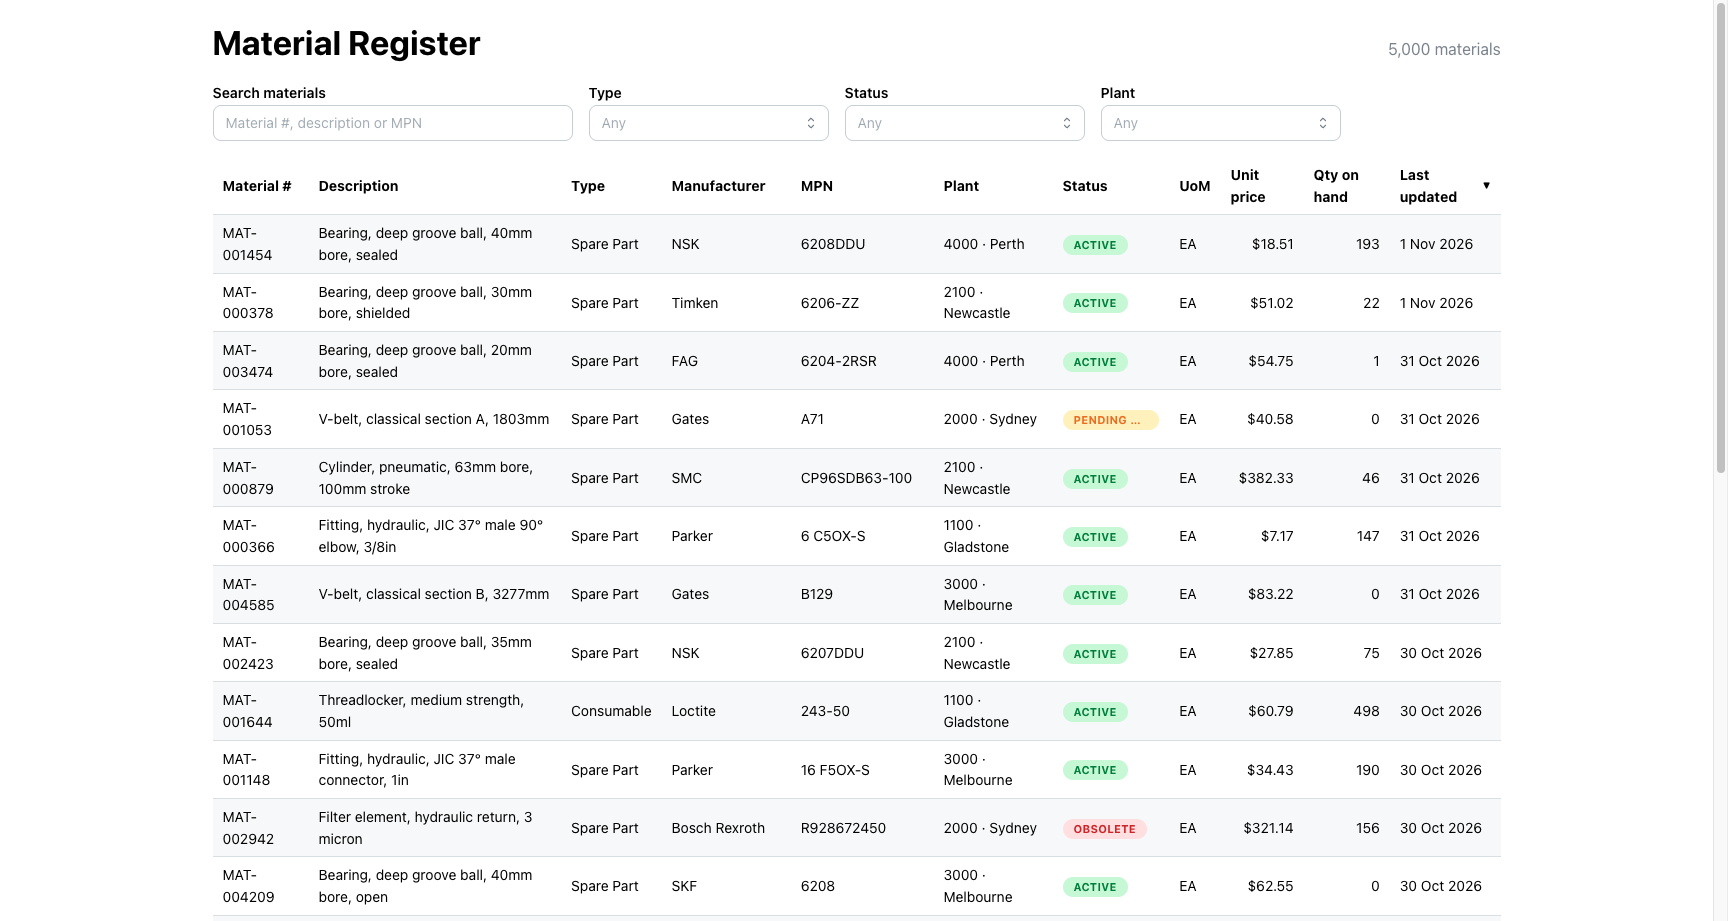 Material Register
5,000 materials
Search materials
Type
Status
Plant
Material #, description or MPN
Any
Any
Any
Material # Description Type Manufacturer MPN Plant Status UoM Unit price Qty on hand Last updated ▼
MAT-001454 Bearing, deep groove ball, 40mm bore, sealed Spare Part NSK 6208DDU 4000 · Perth ACTIVE EA $18.51 193 1 Nov 2026
MAT-000378 Bearing, deep groove ball, 30mm bore, shielded Spare Part Timken 6206-ZZ 2100 · Newcastle ACTIVE EA $51.02 22 1 Nov 2026
MAT-003474 Bearing, deep groove ball, 20mm bore, sealed Spare Part FAG 6204-2RSR 4000 · Perth ACTIVE EA $54.75 1 31 Oct 2026
MAT-001053 V-belt, classical section A, 1803mm Spare Part Gates A71 2000 · Sydney PENDING ... EA $40.58 0 31 Oct 2026
MAT-000879 Cylinder, pneumatic, 63mm bore, 100mm stroke Spare Part SMC CP96SDB63-100 2100 · Newcastle ACTIVE EA $382.33 46 31 Oct 2026
MAT-000366 Fitting, hydraulic, JIC 37° male 90° elbow, 3/8in Spare Part Parker 6 C5OX-S 1100 · Gladstone ACTIVE EA $7.17 147 31 Oct 2026
MAT-004585 V-belt, classical section B, 3277mm Spare Part Gates B129 3000 · Melbourne ACTIVE EA $83.22 0 31 Oct 2026
MAT-002423 Bearing, deep groove ball, 35mm bore, sealed Spare Part NSK 6207DDU 2100 · Newcastle ACTIVE EA $27.85 75 30 Oct 2026
MAT-001644 Threadlocker, medium strength, 50ml Consumable Loctite 243-50 1100 · Gladstone ACTIVE EA $60.79 498 30 Oct 2026
MAT-001148 Fitting, hydraulic, JIC 37° male connector, 1in Spare Part Parker 16 F5OX-S 3000 · Melbourne ACTIVE EA $34.43 190 30 Oct 2026
MAT-002942 Filter element, hydraulic return, 3 micron Spare Part Bosch Rexroth R928672450 2000 · Sydney OBSOLETE EA $321.14 156 30 Oct 2026
MAT-004209 Bearing, deep groove ball, 40mm bore, open Spare Part SKF 6208 3000 · Melbourne ACTIVE EA $62.55 0 30 Oct 2026